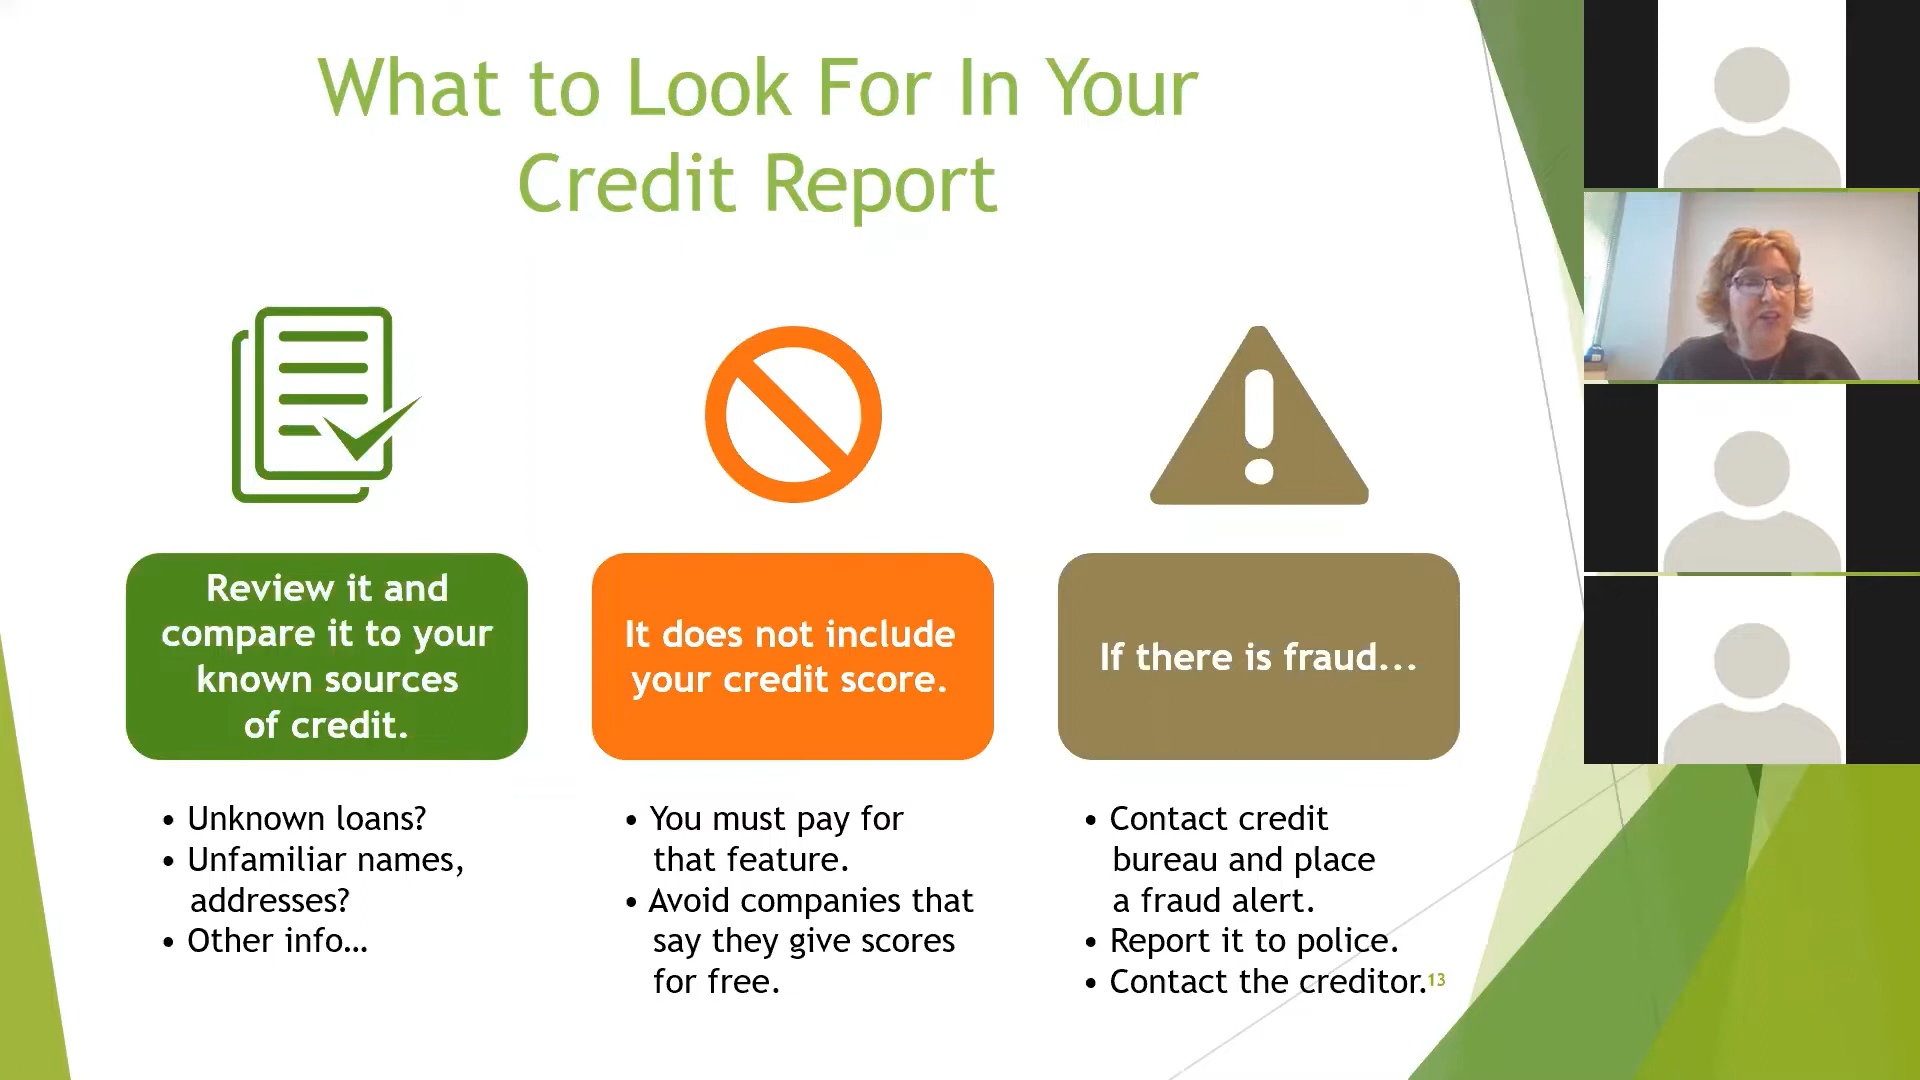 What to Look For In Your
Credit Report
Review it and
compare it to your
known sources
of credit.
• Unknown loans?
• Unfamiliar names,
addresses?
• Other info…
It does not include
your credit score.
• You must pay for
that feature.
• Avoid companies that
say they give scores
for free.
If there is fraud...
• Contact credit
bureau and place
a fraud alert.
• Report it to police.
• Contact the creditor.
13